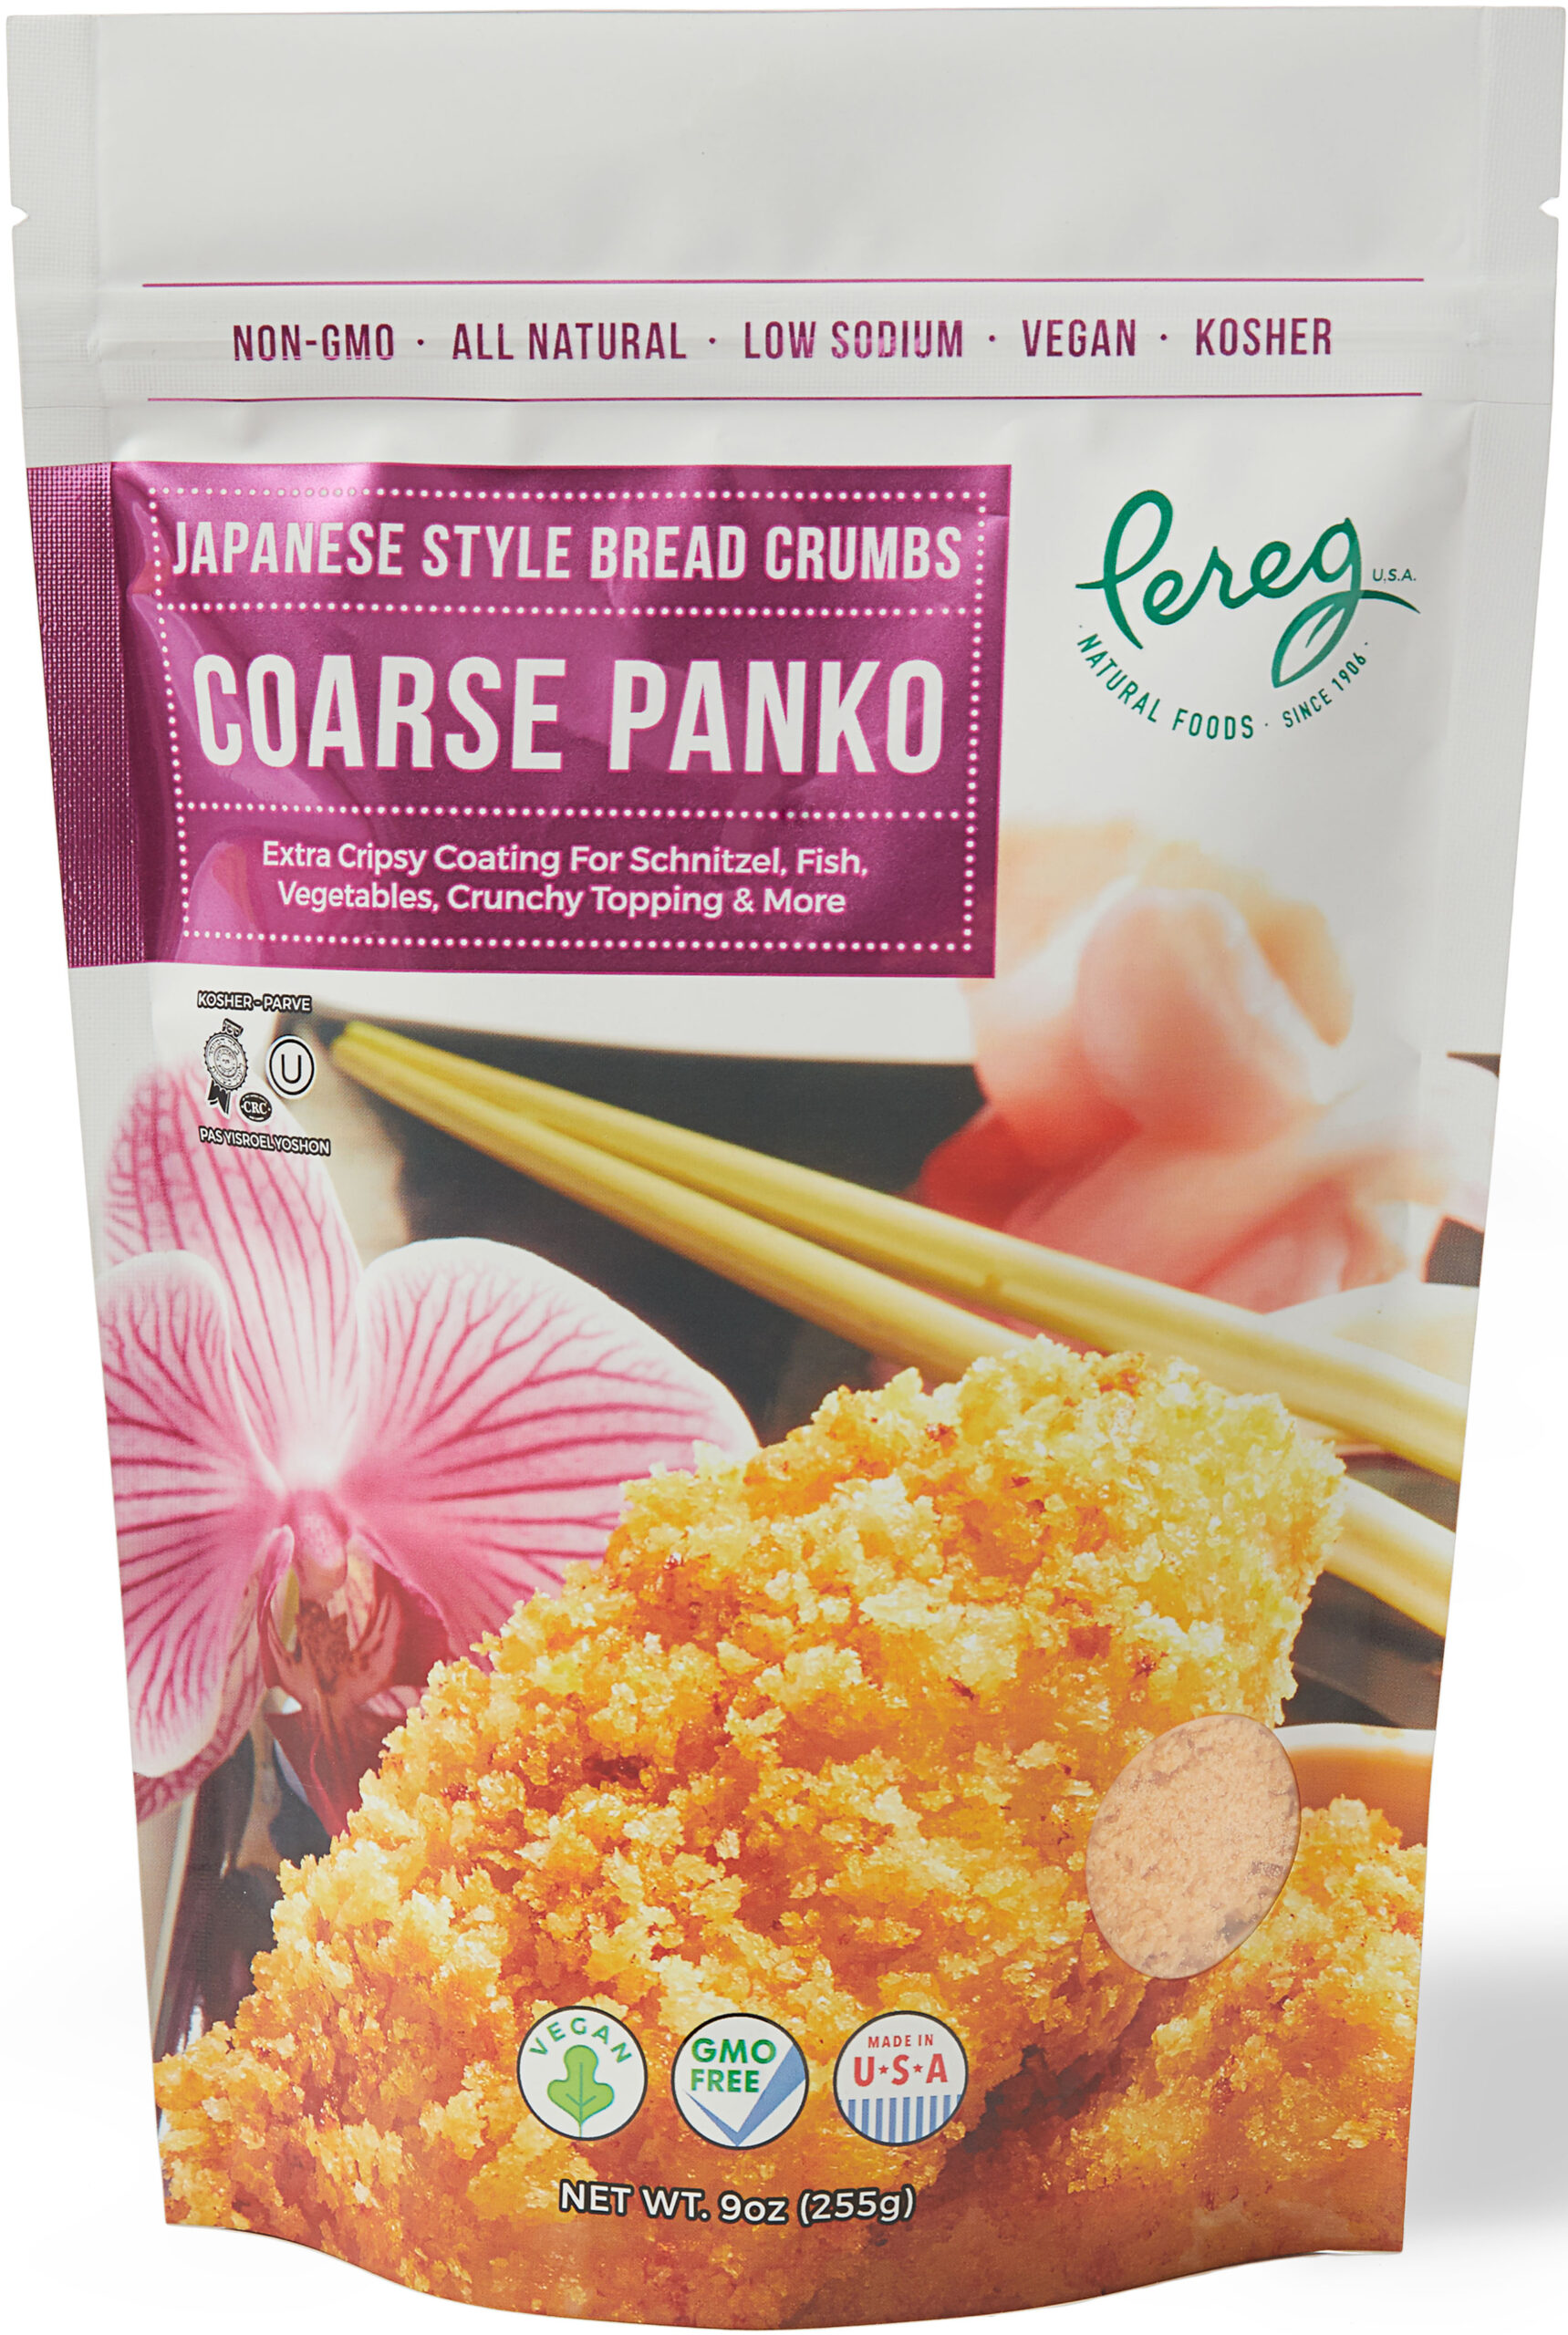 NON-GMO · ALL NATURAL · LOW SODIUM · VEGAN · KOSHER
JAPANESE STYLE BREAD CRUMBS
COARSE PANKO
Extra Cripsy Coating For Schnitzel, Fish,
Vegetables, Crunchy Topping & More
Pereg U.S.A.
· NATURAL FOODS · SINCE 1906 ·
KOSHER - PARVE
U
CRC
PAS YISROEL YOSHON
VEGAN
GMO
FREE
MADE IN
U★S★A
NET WT. 9oz (255g)